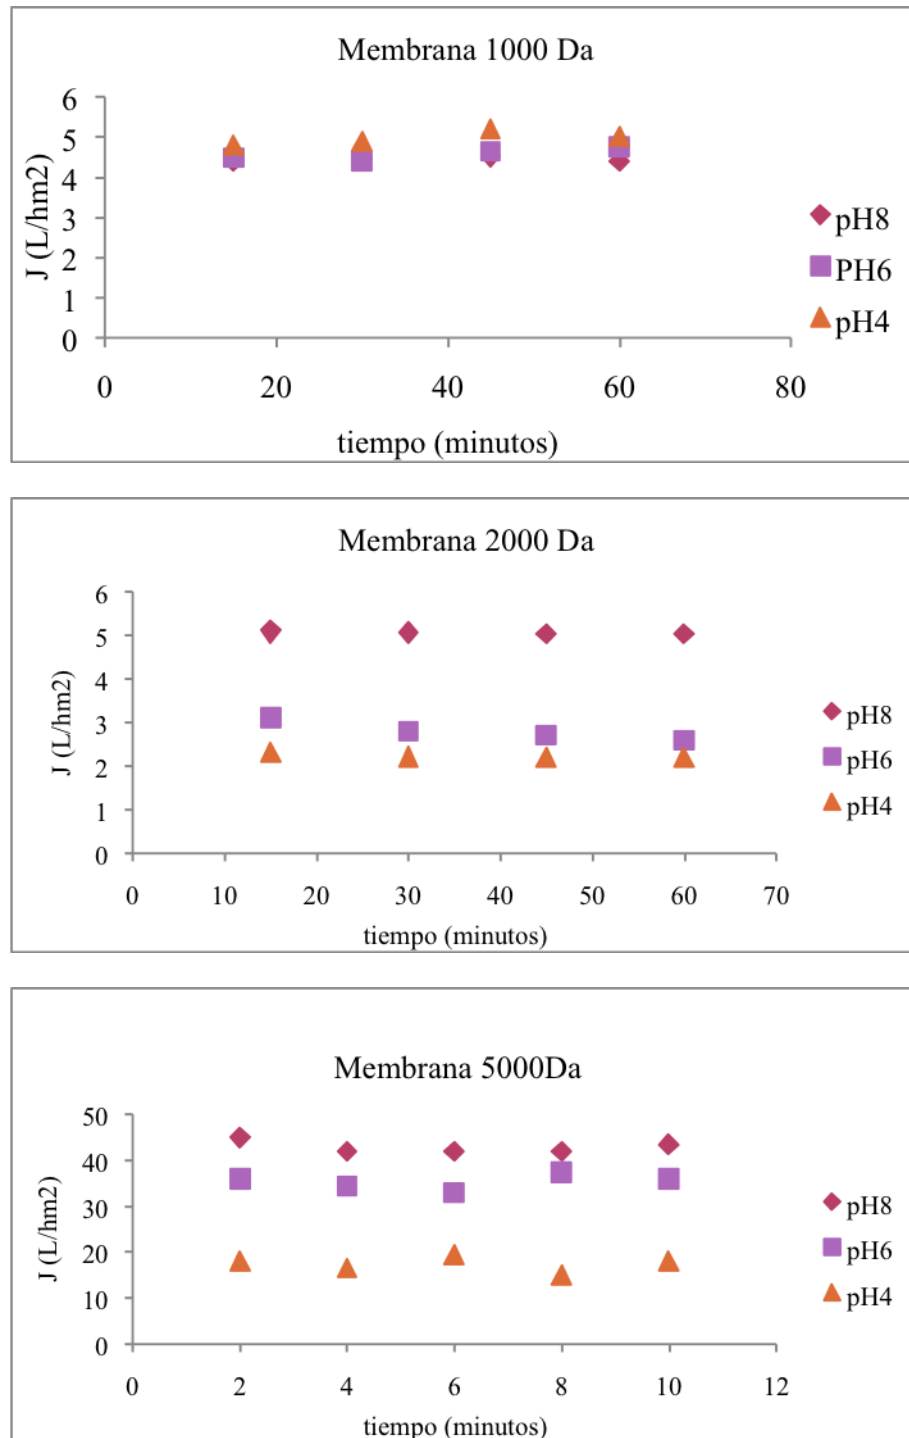 Membrana 1000 Da
6
5
4
3
2
1
0
J (L/hm2)
0 20 40 60 80
tiempo (minutos)
pH8
PH6
pH4
Membrana 2000 Da
6
5
4
3
2
1
0
J (L/hm2)
0 10 20 30 40 50 60 70
tiempo (minutos)
pH8
pH6
pH4
Membrana 5000Da
50
40
30
20
10
0
J (L/hm2)
0 2 4 6 8 10 12
tiempo (minutos)
pH8
pH6
pH4